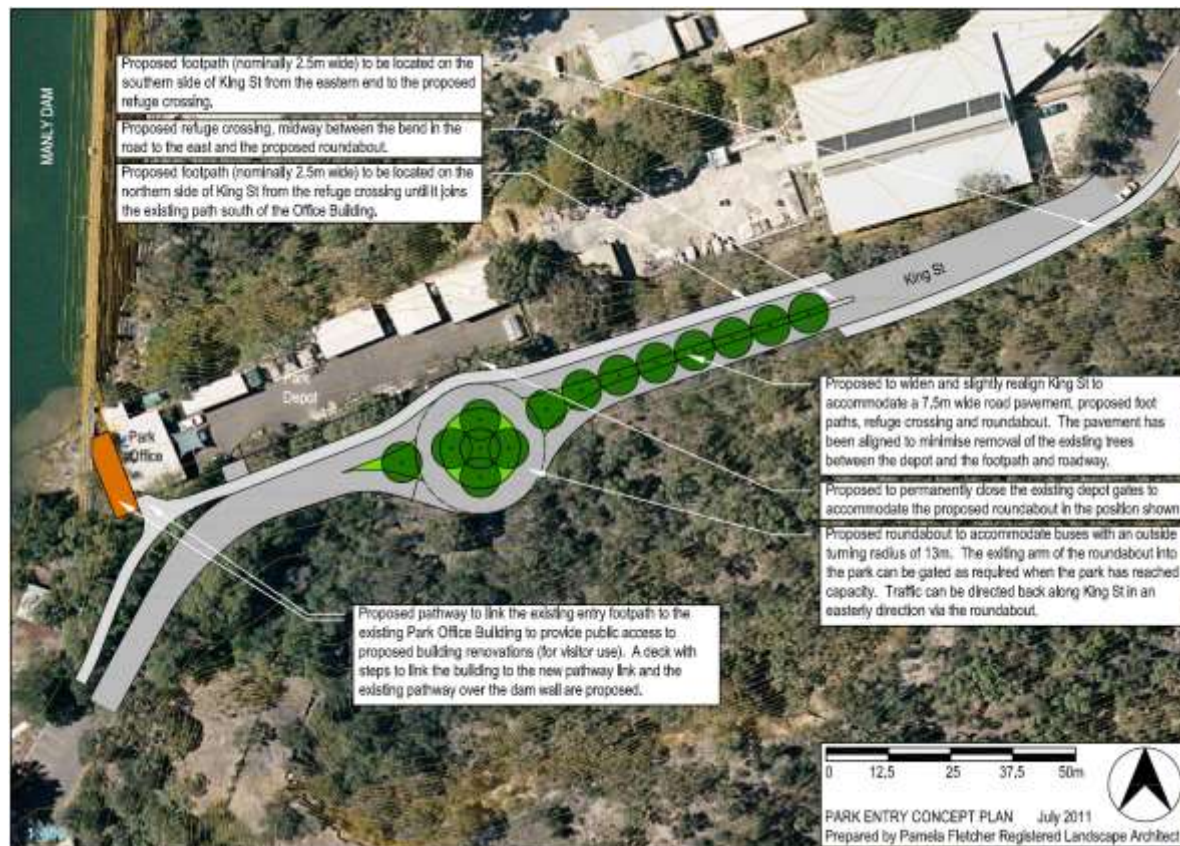 MANLY DAM
Proposed footpath (nominally 2.5m wide) to be located on the
southern side of King St from the eastern end to the proposed
refuge crossing.
Proposed refuge crossing, midway between the bend in the
road to the east and the proposed roundabout.
Proposed footpath (nominally 2.5m wide) to be located on the
northern side of King St from the refuge crossing until it joins
the existing path south of the Office Building.
King St
Park
Depot
Park
Office
Proposed to widen and slightly realign King St to
accommodate a 7.5m wide road pavement, proposed foot
paths, refuge crossing and roundabout. The pavement has
been aligned to minimise removal of the existing trees
between the depot and the footpath and roadway.
Proposed to permanently close the existing depot gates to
accommodate the proposed roundabout in the position shown
Proposed roundabout to accommodate buses with an outside
turning radius of 13m. The exiting arm of the roundabout into
the park can be gated as required when the park has reached
capacity. Traffic can be directed back along King St in an
easterly direction via the roundabout.
Proposed pathway to link the existing entry footpath to the
existing Park Office Building to provide public access to
proposed building renovations (for visitor use). A deck with
steps to link the building to the new pathway link and the
existing pathway over the dam wall are proposed.
0 12.5 25 37.5 50m
PARK ENTRY CONCEPT PLAN July 2011
Prepared by Pamela Fletcher Registered Landscape Architect